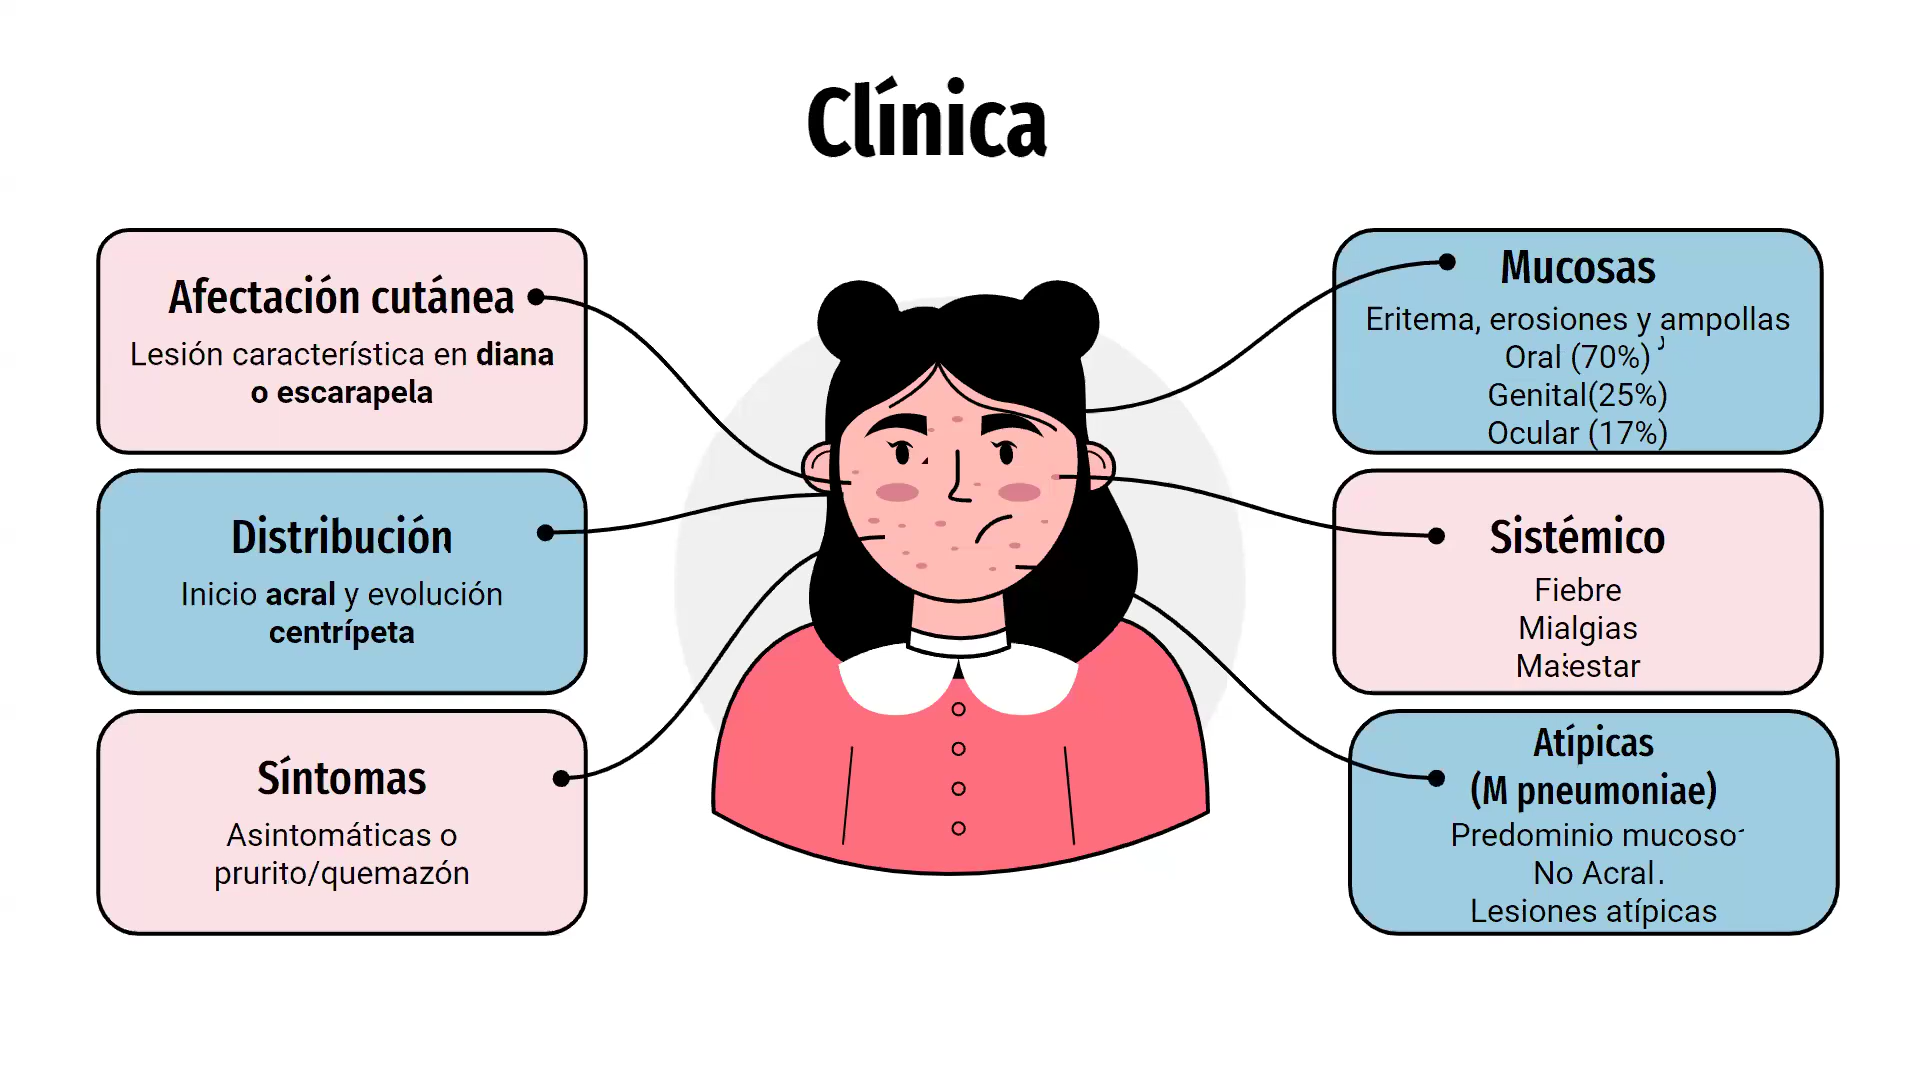 Clínica
Afectación cutánea
Lesión característica en diana
o escarapela
Distribución
Inicio acral y evolución
centrípeta
Síntomas
Asintomáticas o
prurito/quemazón
Mucosas
Eritema, erosiones y ampollas
Oral (70%)
Genital(25%)
Ocular (17%)
Sistémico
Fiebre
Mialgias
Malestar
Atípicas
(M pneumoniae)
Predominio mucoso
No Acral.
Lesiones atípicas